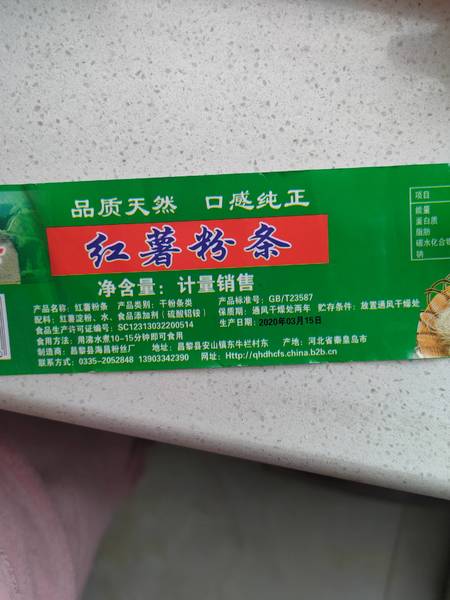 品质天然 口感纯正
红薯粉条
净含量：计量销售
产品名称：红薯粉条 产品类别：干粉条类 产品标准号：GB/T23587
配料：红薯淀粉、水、食品添加剂（硫酸铝铵） 保质期：通风干燥处两年 贮存条件：放置通风干燥处
食品生产许可证编号：SC12313032200514 生产日期：2020年03月15日
食用方法：用沸水煮10-15分钟即可食用
制造商：昌黎县海昌粉丝厂 地址：昌黎县安山镇东牛栏村东 产地：河北省秦皇岛市
联系方式：0335-2052848 13903342390 网址：Http://qhdhcfs.china.b2b.cn
项目
能量
蛋白质
脂肪
碳水化合物
钠